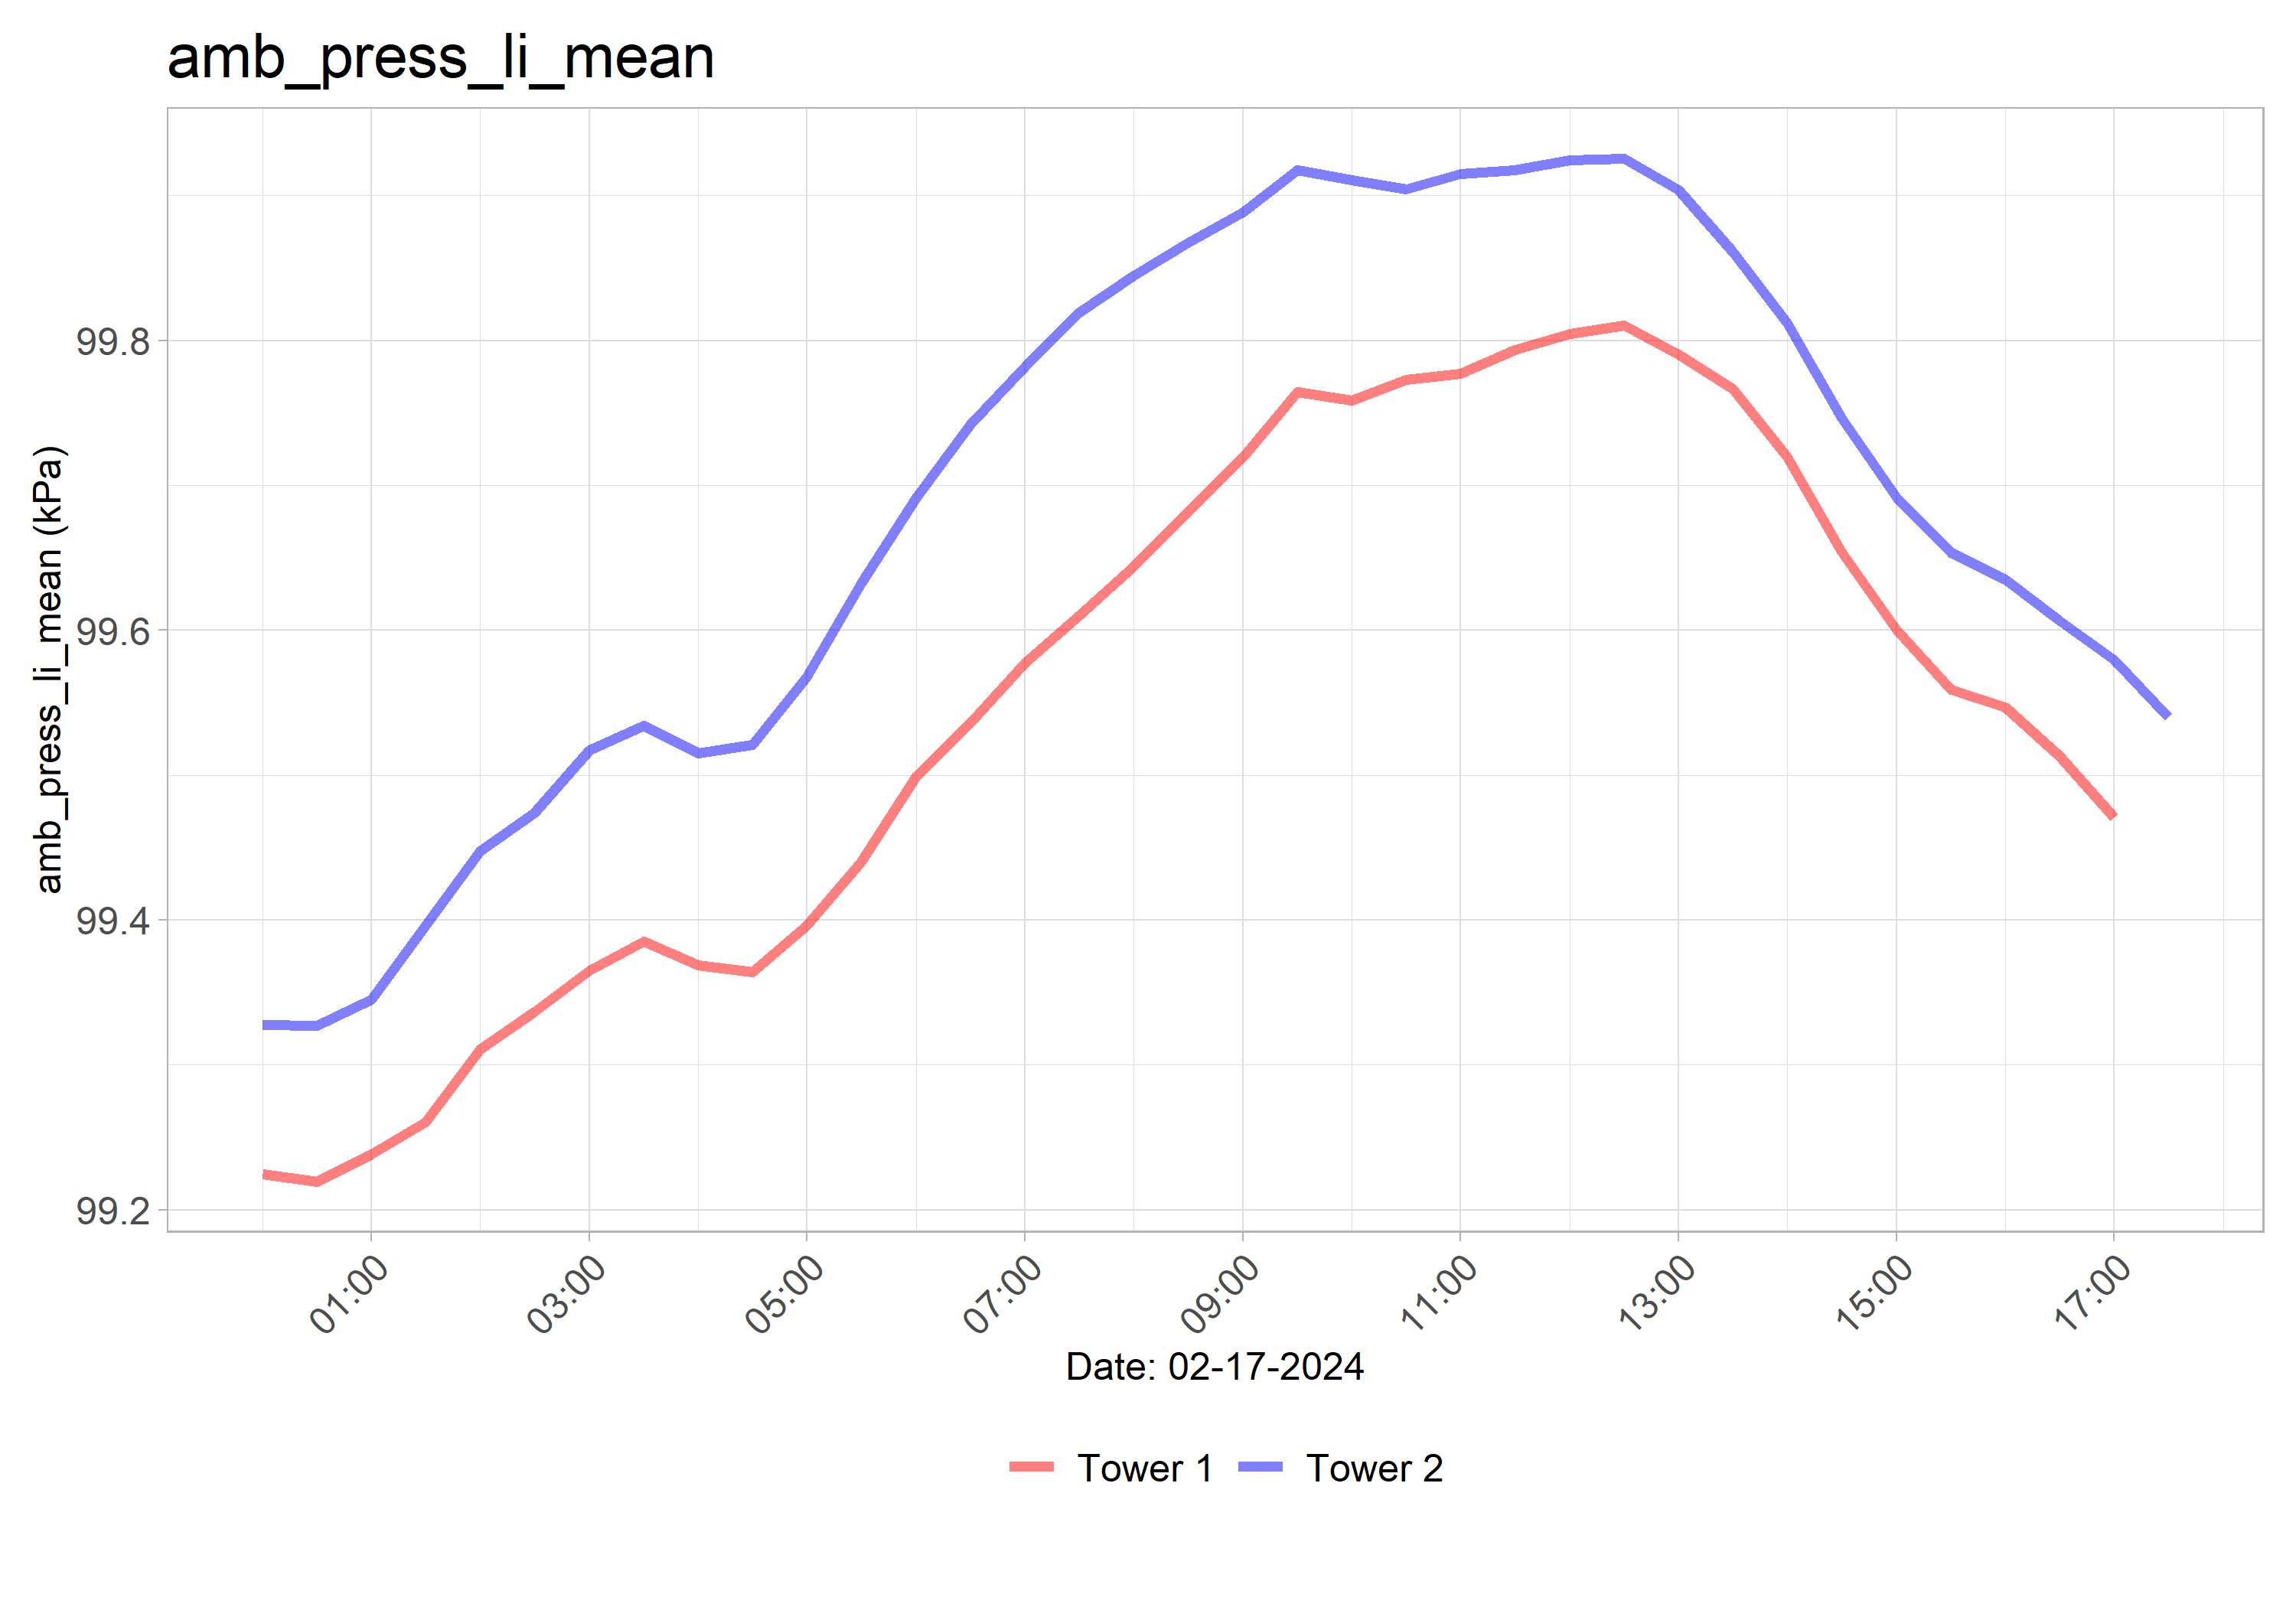 amb_press_li_mean
amb_press_li_mean (kPa)
99.8
99.6
99.4
99.2
01:00
03:00
05:00
07:00
09:00
11:00
13:00
15:00
17:00
Date: 02-17-2024
Tower 1
Tower 2